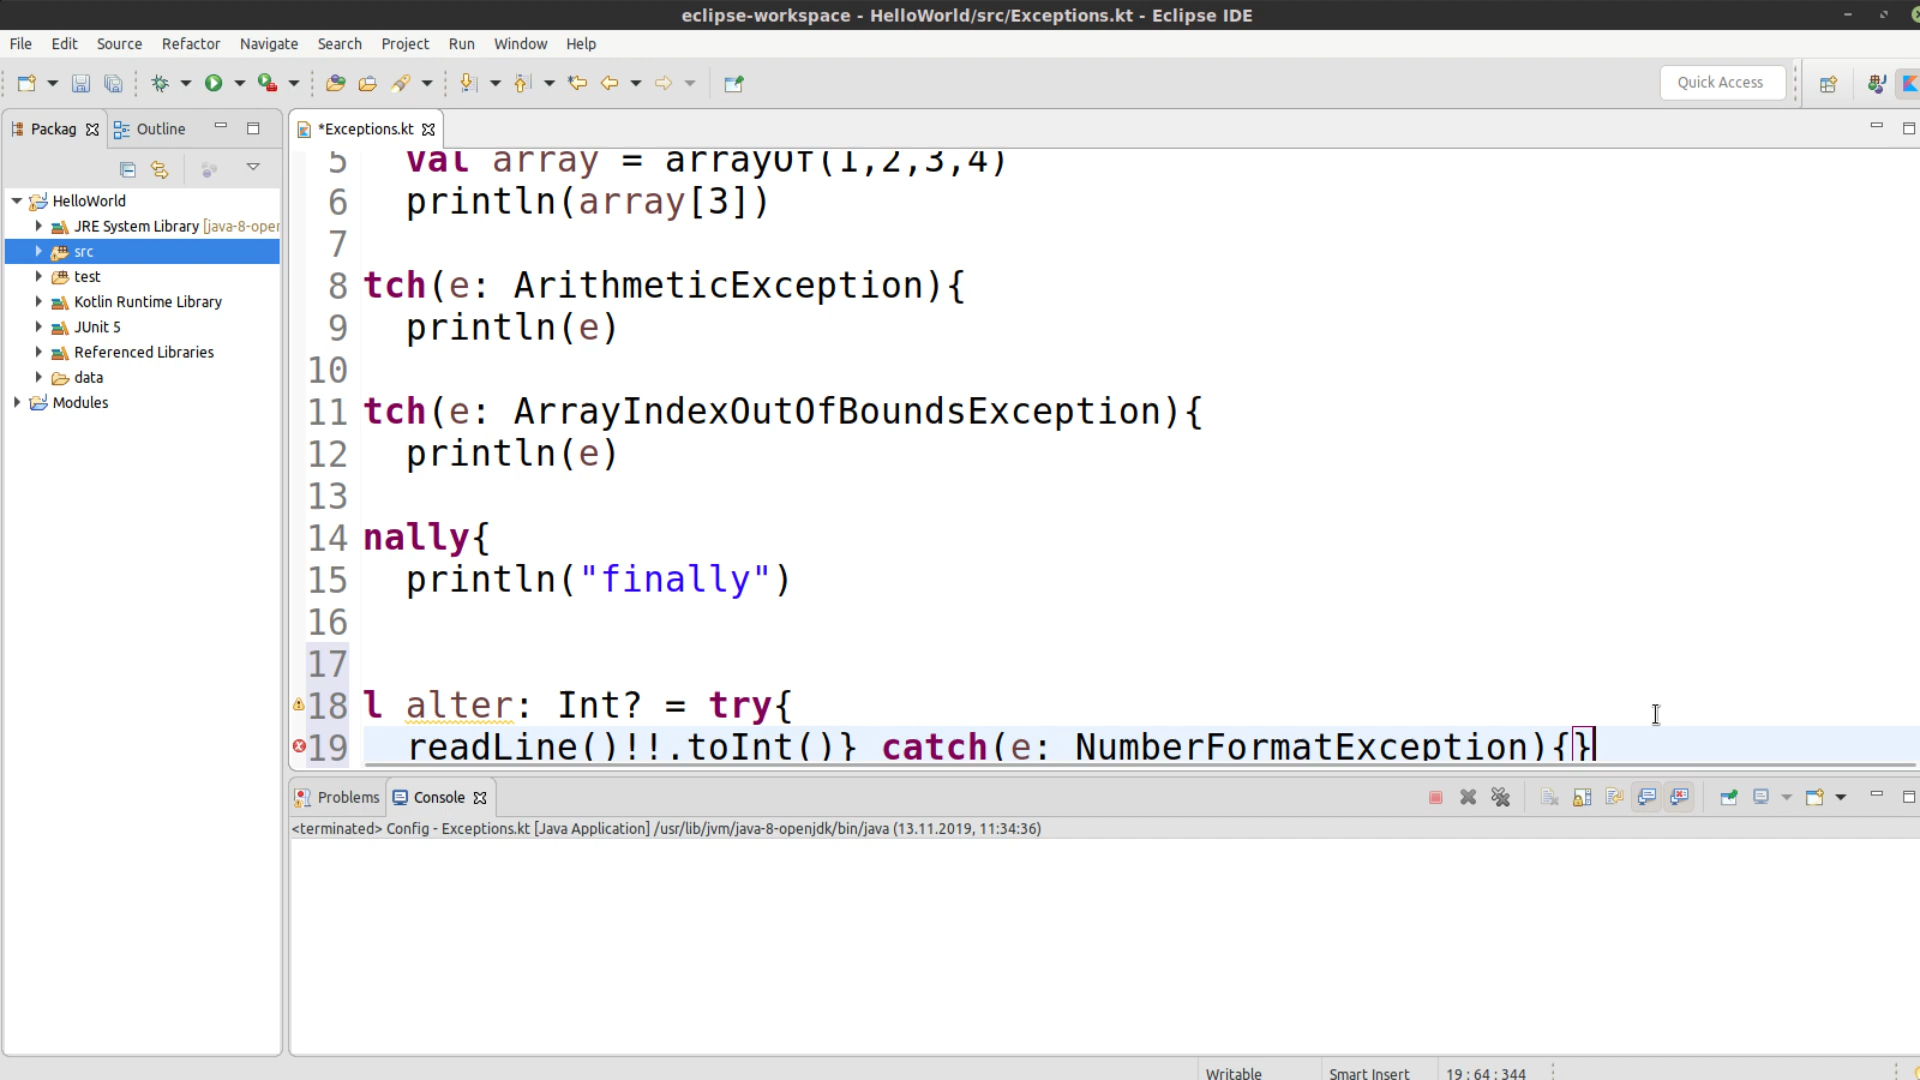 eclipse-workspace - HelloWorld/src/Exceptions.kt - Eclipse IDE
File Edit Source Refactor Navigate Search Project Run Window Help
Quick Access
Packag Outline *Exceptions.kt
HelloWorld
JRE System Library [java-8-oper
src
test
Kotlin Runtime Library
JUnit 5
Referenced Libraries
data
Modules
5 val array = arrayOf(1,2,3,4)
6 println(array[3])
7
8 tch(e: ArithmeticException){
9 println(e)
10
11 tch(e: ArrayIndexOutOfBoundsException){
12 println(e)
13
14 nally{
15 println("finally")
16
17
18 l alter: Int? = try{
19 readLine()!!.toInt()} catch(e: NumberFormatException){}
Problems Console
<terminated> Config - Exceptions.kt [Java Application] /usr/lib/jvm/java-8-openjdk/bin/java (13.11.2019, 11:34:36)
Writable Smart Insert 19 : 64 : 344